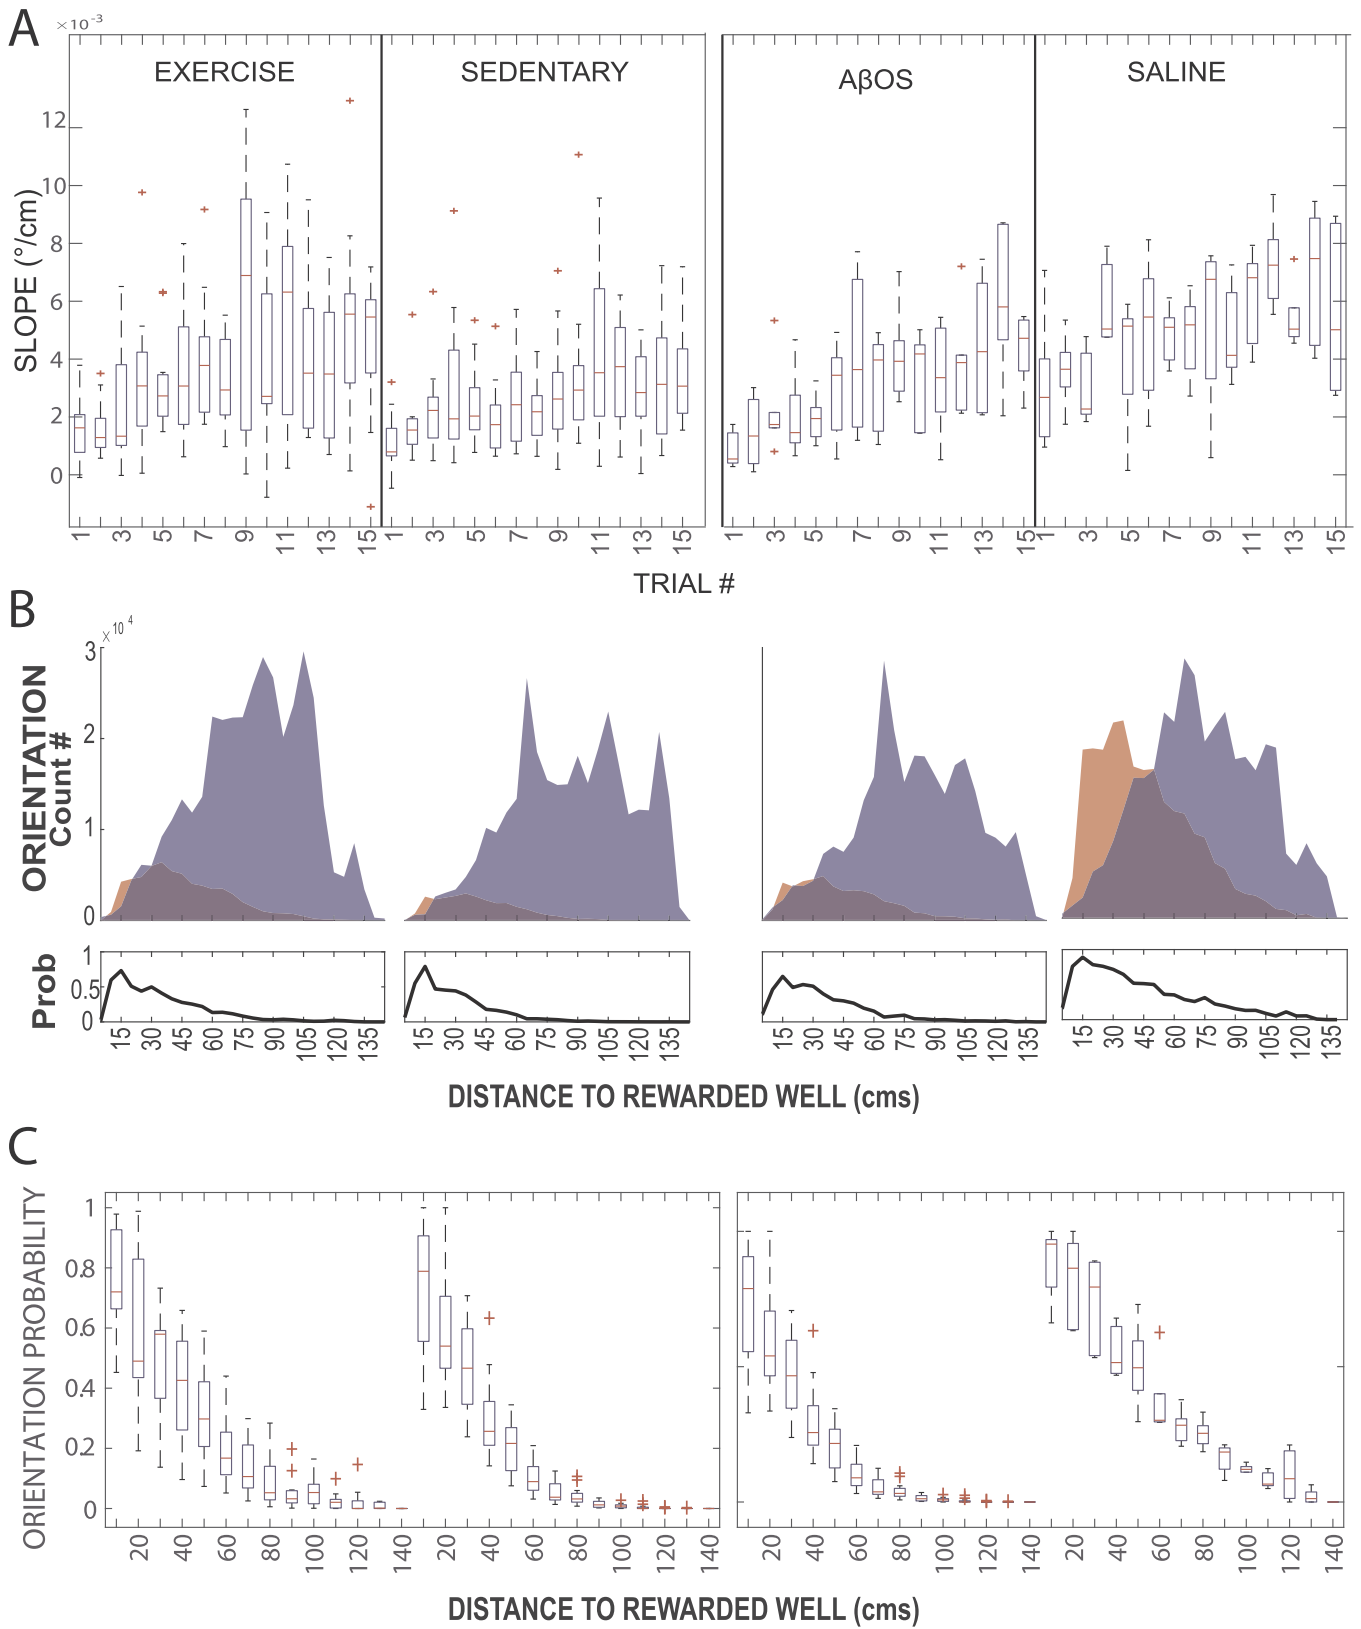 A
×10⁻³
EXERCISE SEDENTARY AβOS SALINE
SLOPE (°/cm)
12
10
8
6
4
2
0
1 3 5 7 9 11 13 15 1 3 5 7 9 11 13 15 1 3 5 7 9 11 13 15 1 3 5 7 9 11 13 15
TRIAL #
B
×10⁴
ORIENTATION
Count #
3
2
1
0
Prob
1
0.5
0
15 30 45 60 75 90 105 120 135 15 30 45 60 75 90 105 120 135 15 30 45 60 75 90 105 120 135 15 30 45 60 75 90 105 120 135
DISTANCE TO REWARDED WELL (cms)
C
ORIENTATION PROBABILITY
1
0.8
0.6
0.4
0.2
0
20 40 60 80 100 120 140 20 40 60 80 100 120 140 20 40 60 80 100 120 140 20 40 60 80 100 120 140
DISTANCE TO REWARDED WELL (cms)